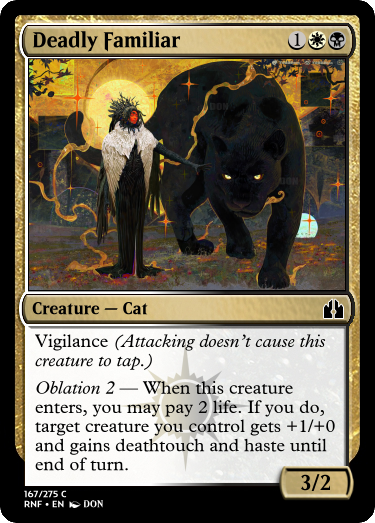 Deadly Familiar 1
Creature — Cat
Vigilance (Attacking doesn't cause this
creature to tap.)
Oblation 2 — When this creature
enters, you may pay 2 life. If you do,
target creature you control gets +1/+0
and gains deathtouch and haste until
end of turn.
3/2
167/275 C
RNF • EN DON